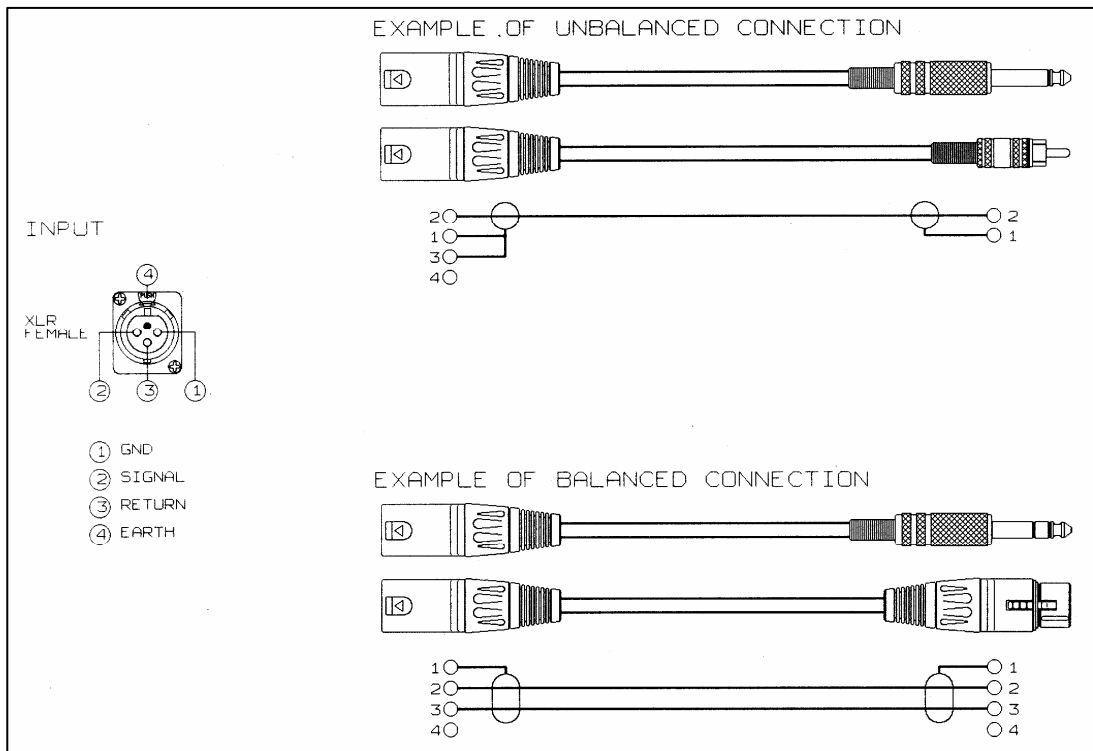 EXAMPLE .OF UNBALANCED CONNECTION
2 2
1 1
3
4
INPUT
4
PUSH
XLR
FEMALE
2 3 1
1 GND
2 SIGNAL
3 RETURN
4 EARTH
EXAMPLE OF BALANCED CONNECTION
1 1
2 2
3 3
4 4